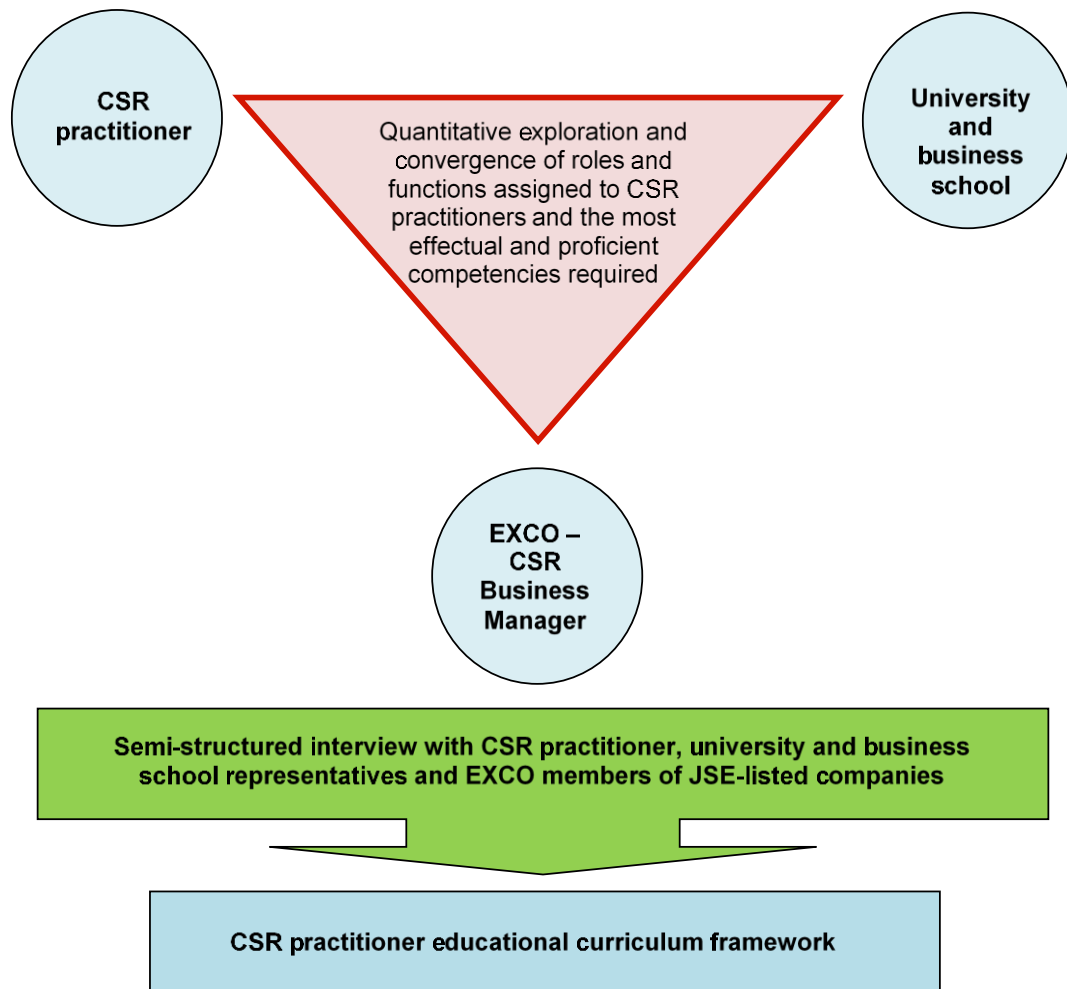 CSR
practitioner
Quantitative exploration and
convergence of roles and
functions assigned to CSR
practitioners and the most
effectual and proficient
competencies required
University
and
business
school
EXCO –
CSR
Business
Manager
Semi-structured interview with CSR practitioner, university and business
school representatives and EXCO members of JSE-listed companies
CSR practitioner educational curriculum framework